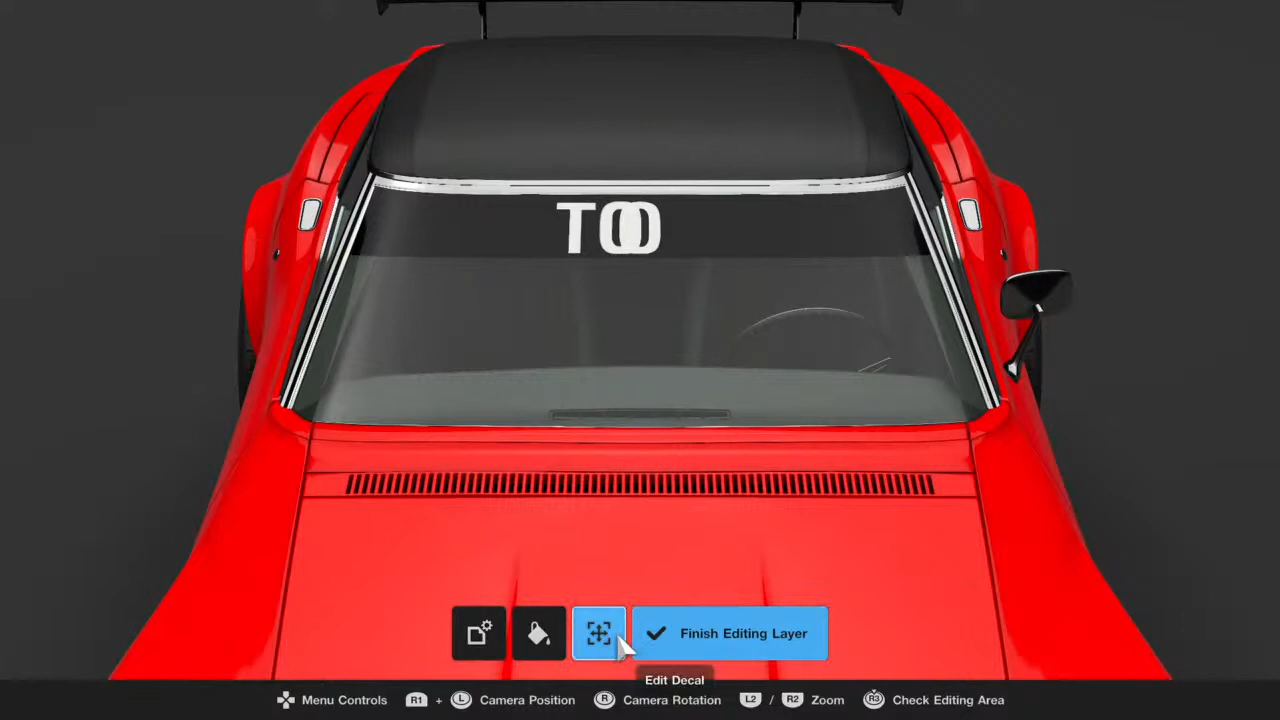 TOO
Finish Editing Layer
Edit Decal
Menu Controls R1 + L Camera Position R Camera Rotation L2 / R2 Zoom R3 Check Editing Area